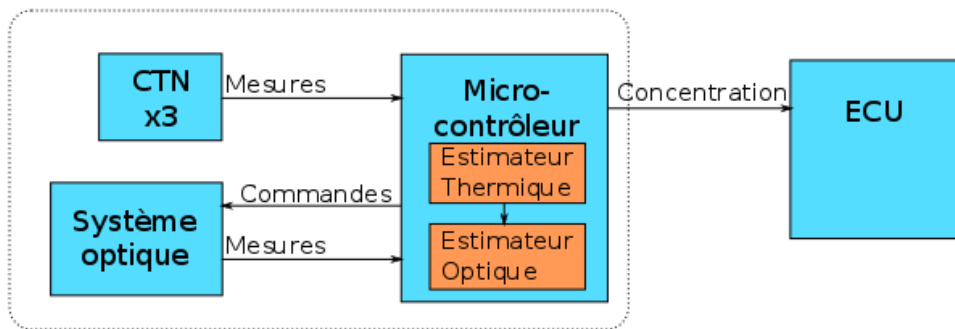 CTN
x3
Mesures
Micro-
contrôleur
Concentration
ECU
Estimateur
Thermique
Commandes
Système
optique
Mesures
Estimateur
Optique